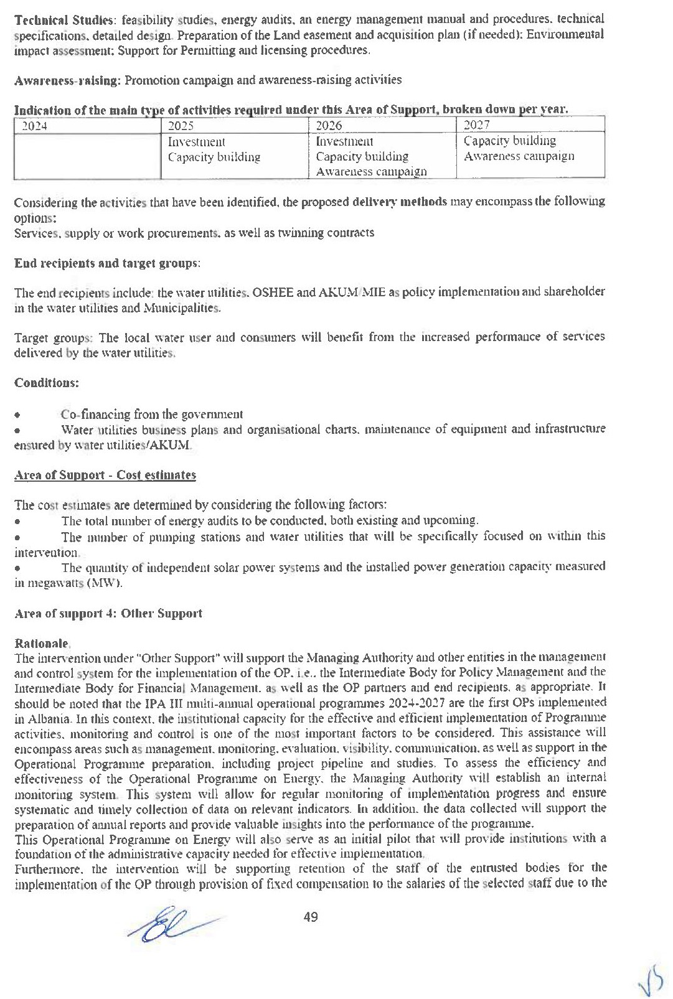 Technical Studies: feasibility studies, energy audits, an energy management manual and procedures, technical
specifications, detailed design. Preparation of the Land easement and acquisition plan (if needed); Environmental
impact assessment; Support for Permitting and licensing procedures.
Awareness-raising: Promotion campaign and awareness-raising activities
Indication of the main type of activities required under this Area of Support, broken down per year.
2024 2025 2026 2027
Investment Investment Capacity building
Capacity building Capacity building Awareness campaign
Awareness campaign
Considering the activities that have been identified, the proposed delivery methods may encompass the following
options:
Services, supply or work procurements, as well as twinning contracts
End recipients and target groups:
The end recipients include: the water utilities, OSHEE and AKUM/MIE as policy implementation and shareholder
in the water utilities and Municipalities.
Target groups: The local water user and consumers will benefit from the increased performance of services
delivered by the water utilities.
Conditions:
• Co-financing from the government
• Water utilities business plans and organisational charts, maintenance of equipment and infrastructure
ensured by water utilities/AKUM.
Area of Support - Cost estimates
The cost estimates are determined by considering the following factors:
• The total number of energy audits to be conducted, both existing and upcoming.
• The number of pumping stations and water utilities that will be specifically focused on within this
intervention.
• The quantity of independent solar power systems and the installed power generation capacity measured
in megawatts (MW).
Area of support 4: Other Support
Rationale.
The intervention under "Other Support" will support the Managing Authority and other entities in the management
and control system for the implementation of the OP, i.e., the Intermediate Body for Policy Management and the
Intermediate Body for Financial Management, as well as the OP partners and end recipients, as appropriate. It
should be noted that the IPA III multi-annual operational programmes 2024-2027 are the first OPs implemented
in Albania. In this context, the institutional capacity for the effective and efficient implementation of Programme
activities, monitoring and control is one of the most important factors to be considered. This assistance will
encompass areas such as management, monitoring, evaluation, visibility, communication, as well as support in the
Operational Programme preparation, including project pipeline and studies. To assess the efficiency and
effectiveness of the Operational Programme on Energy, the Managing Authority will establish an internal
monitoring system. This system will allow for regular monitoring of implementation progress and ensure
systematic and timely collection of data on relevant indicators. In addition, the data collected will support the
preparation of annual reports and provide valuable insights into the performance of the programme.
This Operational Programme on Energy will also serve as an initial pilot that will provide institutions with a
foundation of the administrative capacity needed for effective implementation.
Furthermore, the intervention will be supporting retention of the staff of the entrusted bodies for the
implementation of the OP through provision of fixed compensation to the salaries of the selected staff due to the
49